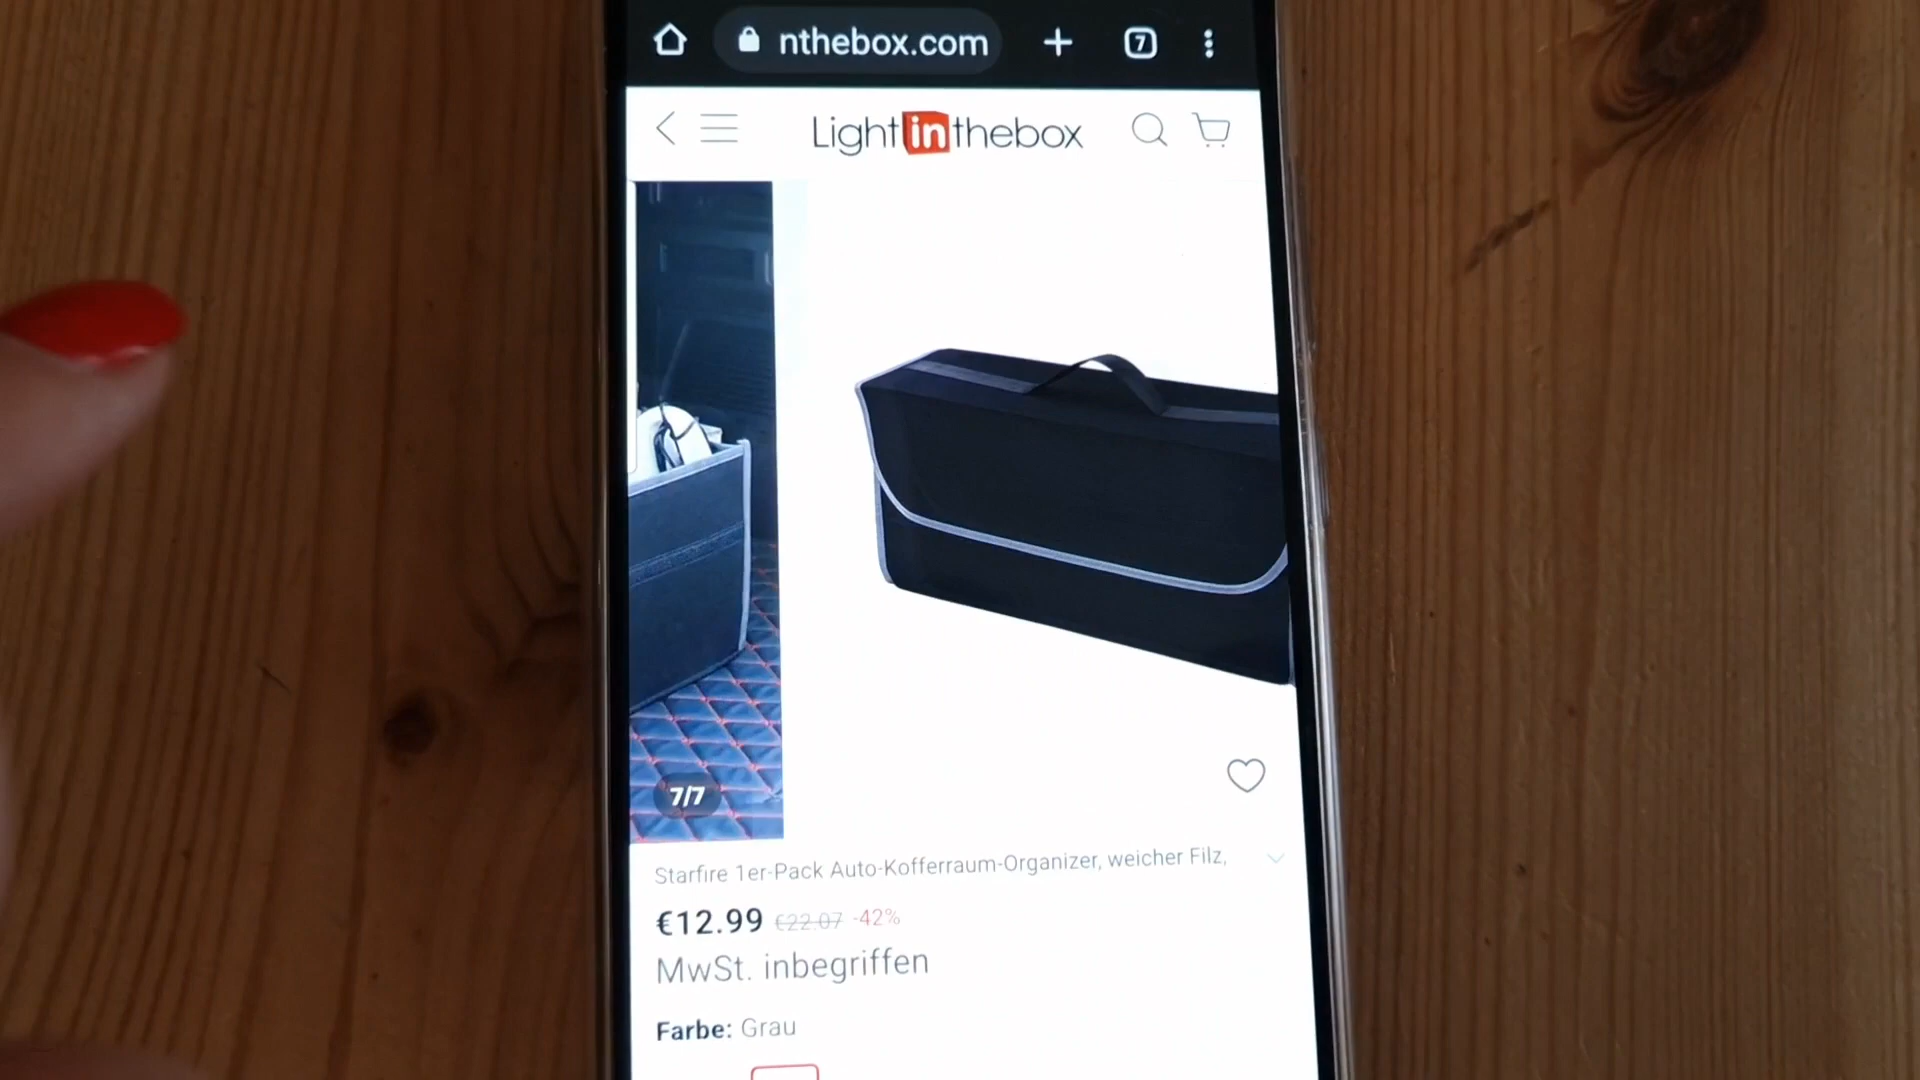 nthebox.com
7
Lightinthebox
7/7
Starfire 1er-Pack Auto-Kofferraum-Organizer, weicher Filz,
€12.99 €22.07 -42%
MwSt. inbegriffen
Farbe: Grau